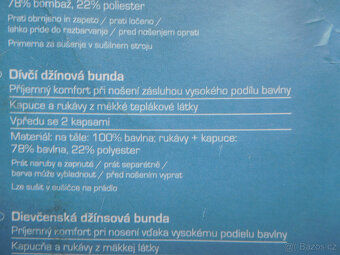 78% bombaž, 22% poliester
Prati obrnjeno in zapeto / prati ločeno /
lahko pride do razbarvanja / pred nošenjem oprati
Primerna za sušenje v sušilnem stroju
Dívčí džínová bunda
Příjemný komfort při nošení zásluhou vysokého podílu bavlny
Kapuce a rukávy z měkké teplákové látky
Vpředu se 2 kapsami
Materiál: na těle: 100% bavlna; rukávy + kapuce:
78% bavlna, 22% polyester
Prát naruby a zapnuté / prát separátně /
barva může vyblednout / před nošením vyprat
Lze sušit v sušičce na prádlo
Dievčenská džínsová bunda
Príjemný komfort pri nosení vďaka vysokému podielu bavlny
Kapucňa a rukávy z mäkkej látky